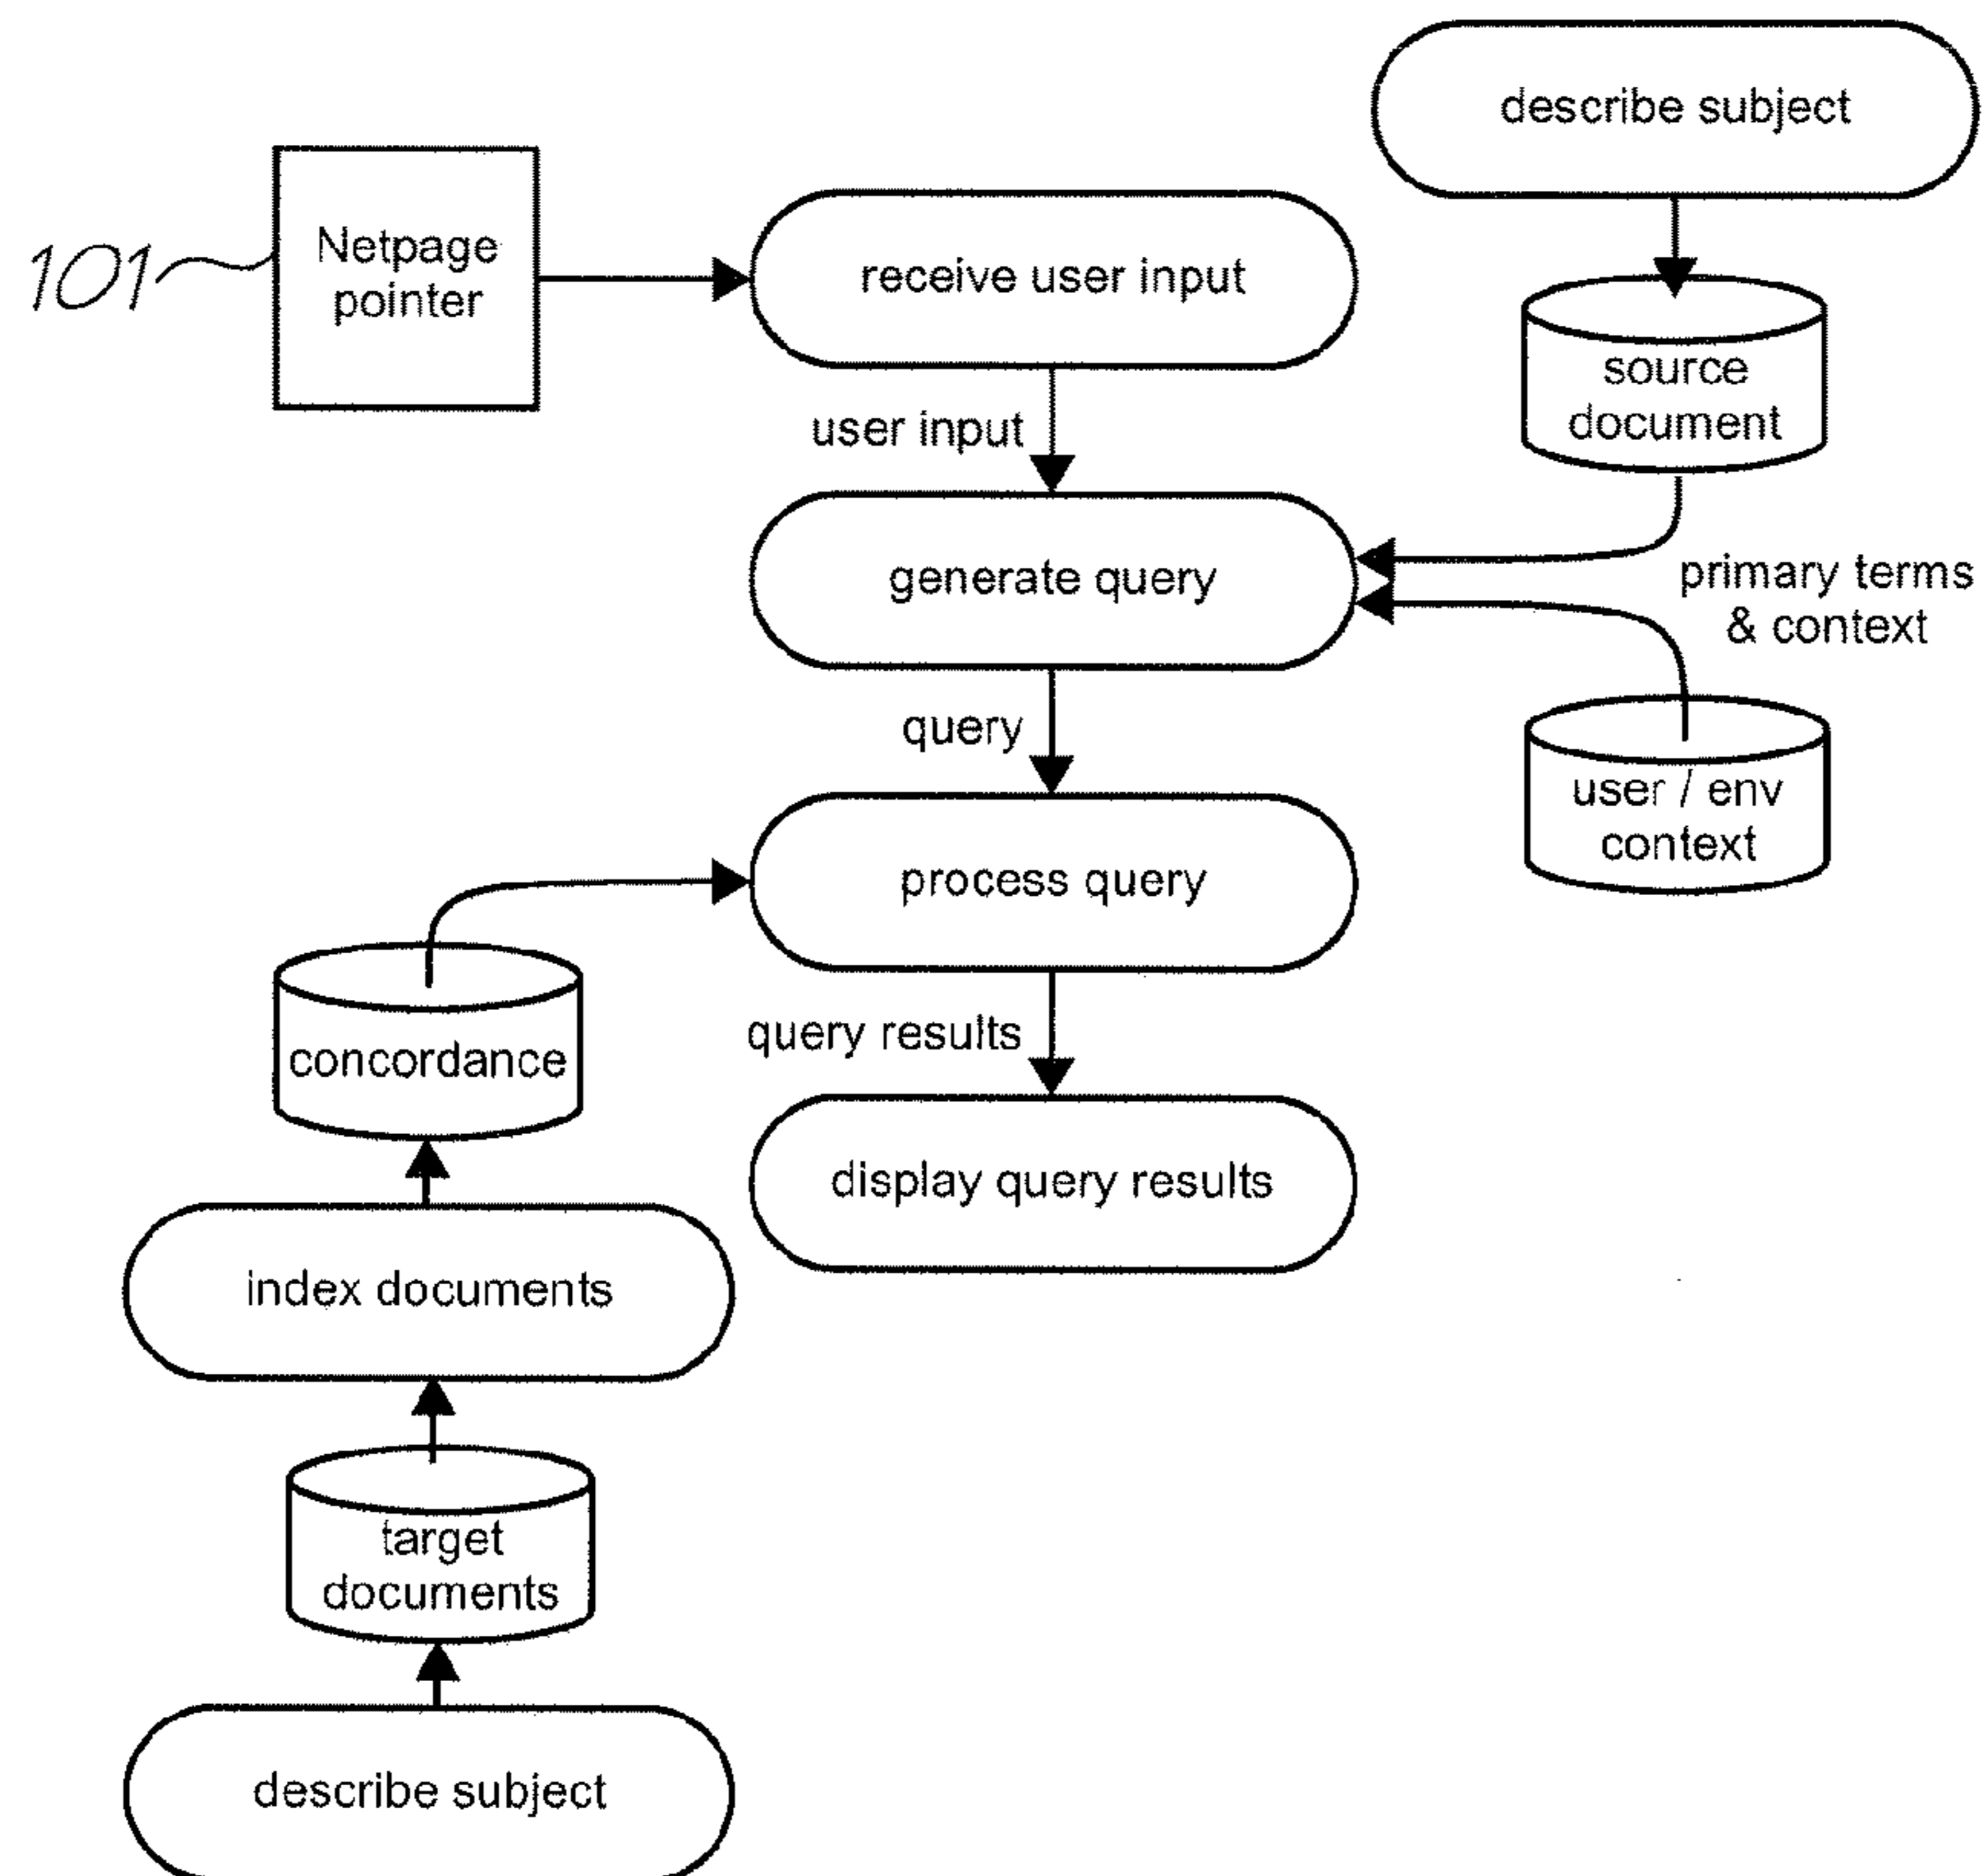 describe subject
101
Netpage
pointer
receive user input
source
document
user input
generate query
primary terms
& context
query
user / env
context
process query
concordance
query results
display query results
index documents
target
documents
describe subject